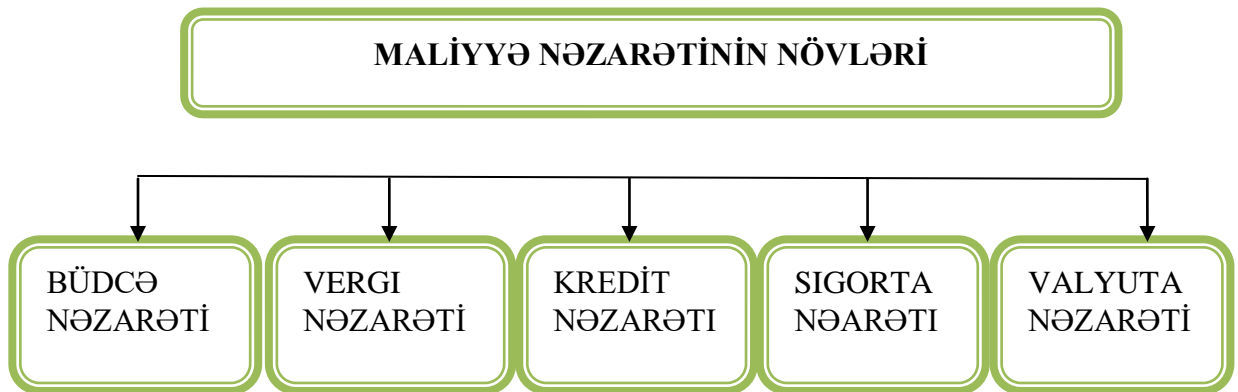 MALİYYƏ NƏZARƏTİNİN NÖVLƏRİ
BÜDCƏ
NƏZARƏTİ
VERGI
NƏZARƏTİ
KREDİT
NƏZARƏTI
SIGORTA
NƏARƏTI
VALYUTA
NƏZARƏTİ